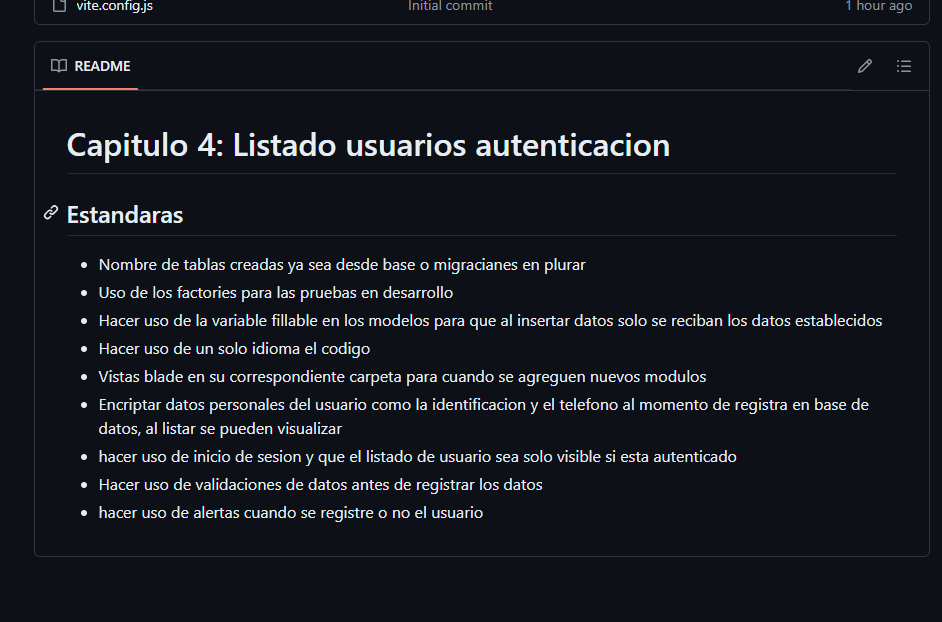 vite.config.js Initial commit 1 hour ago
README
Capitulo 4: Listado usuarios autenticacion
Estandaras
Nombre de tablas creadas ya sea desde base o migracianes en plurar
Uso de los factories para las pruebas en desarrollo
Hacer uso de la variable fillable en los modelos para que al insertar datos solo se reciban los datos establecidos
Hacer uso de un solo idioma el codigo
Vistas blade en su correspondiente carpeta para cuando se agreguen nuevos modulos
Encriptar datos personales del usuario como la identificacion y el telefono al momento de registra en base de
datos, al listar se pueden visualizar
hacer uso de inicio de sesion y que el listado de usuario sea solo visible si esta autenticado
Hacer uso de validaciones de datos antes de registrar los datos
hacer uso de alertas cuando se registre o no el usuario